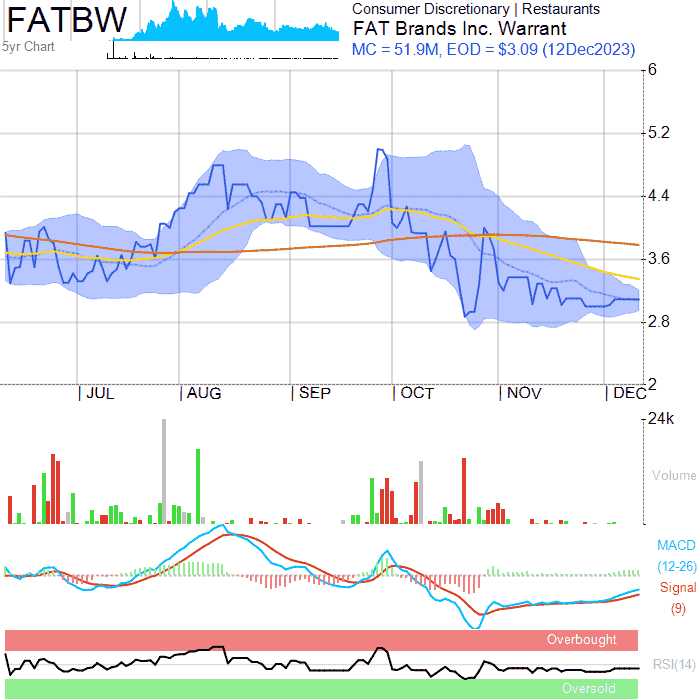 FATBW
5yr Chart
Consumer Discretionary | Restaurants
FAT Brands Inc. Warrant
MC = 51.9M, EOD = $3.09 (12Dec2023)
6
5.2
4.4
3.6
2.8
2
JUL AUG SEP OCT NOV DEC
24k
Volume
MACD
(12-26)
Signal
(9)
Overbought
RSI(14)
Oversold